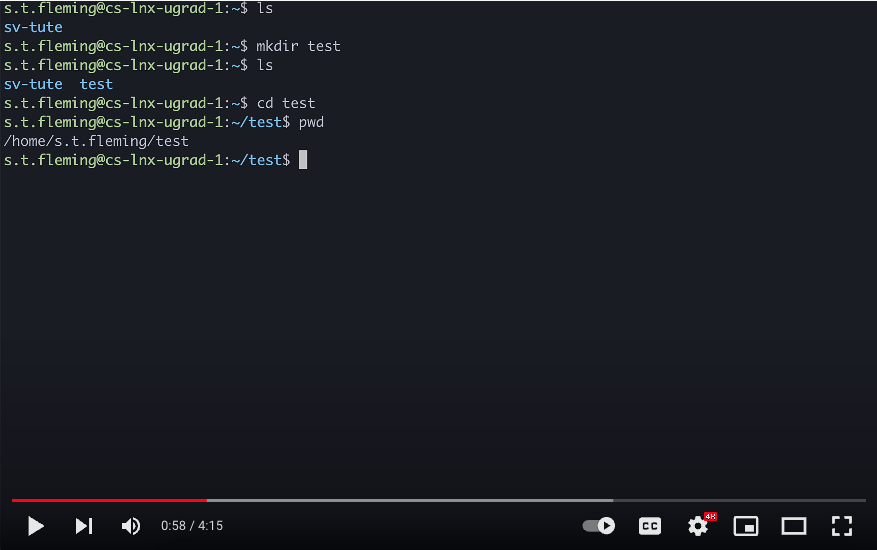 s.t.fleming@cs-lnx-ugrad-1:~$ ls
sv-tute
s.t.fleming@cs-lnx-ugrad-1:~$ mkdir test
s.t.fleming@cs-lnx-ugrad-1:~$ ls
sv-tute  test
s.t.fleming@cs-lnx-ugrad-1:~$ cd test
s.t.fleming@cs-lnx-ugrad-1:~/test$ pwd
/home/s.t.fleming/test
s.t.fleming@cs-lnx-ugrad-1:~/test$
0:58 / 4:15 CC 4K